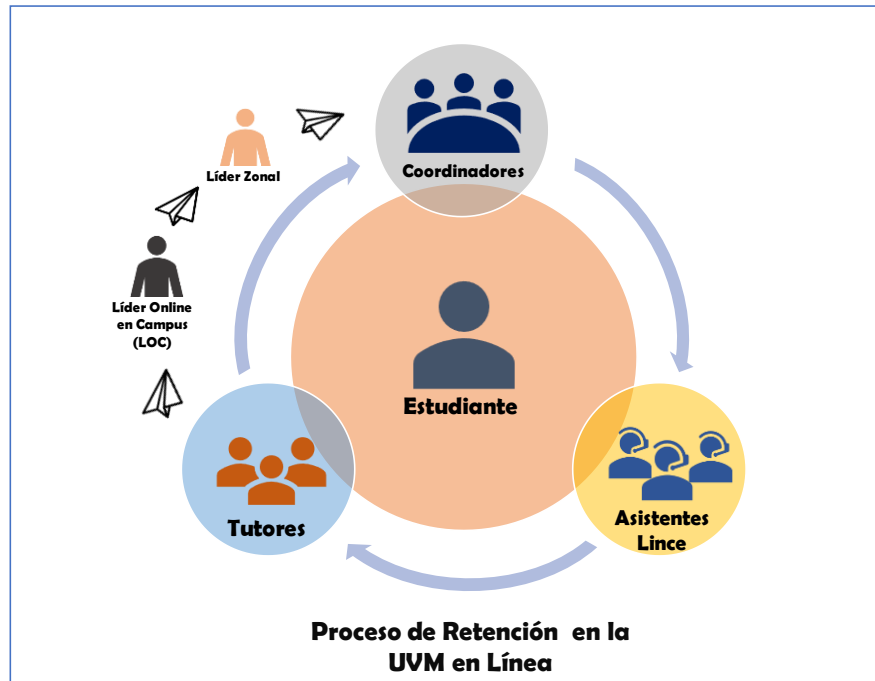 Coordinadores
Líder Zonal
Líder Online
en Campus
(LOC)
Estudiante
Tutores
Asistentes
Lince
Proceso de Retención en la
UVM en Línea